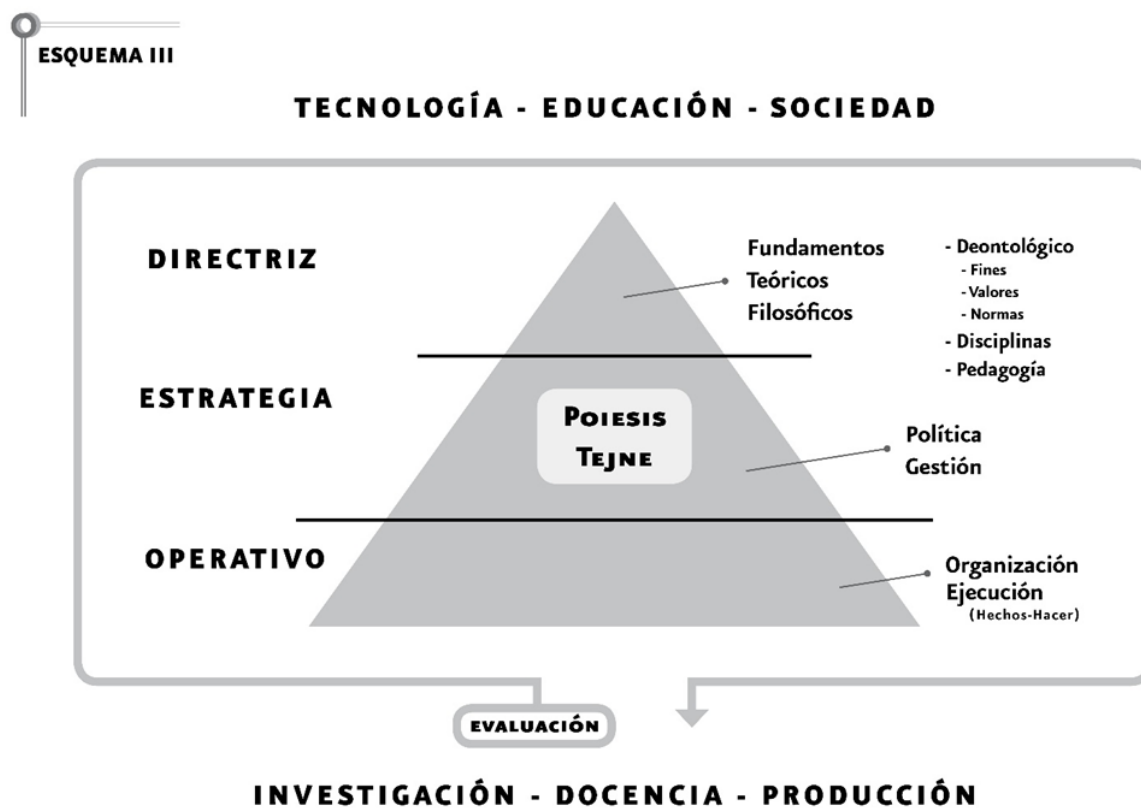 ESQUEMA III
TECNOLOGÍA - EDUCACIÓN - SOCIEDAD
DIRECTRIZ
Fundamentos
Teóricos
Filosóficos
- Deontológico
- Fines
- Valores
- Normas
- Disciplinas
- Pedagogía
ESTRATEGIA
POIESIS
TEJNE
Política
Gestión
OPERATIVO
Organización
Ejecución
(Hechos-Hacer)
EVALUACIÓN
INVESTIGACIÓN - DOCENCIA - PRODUCCIÓN